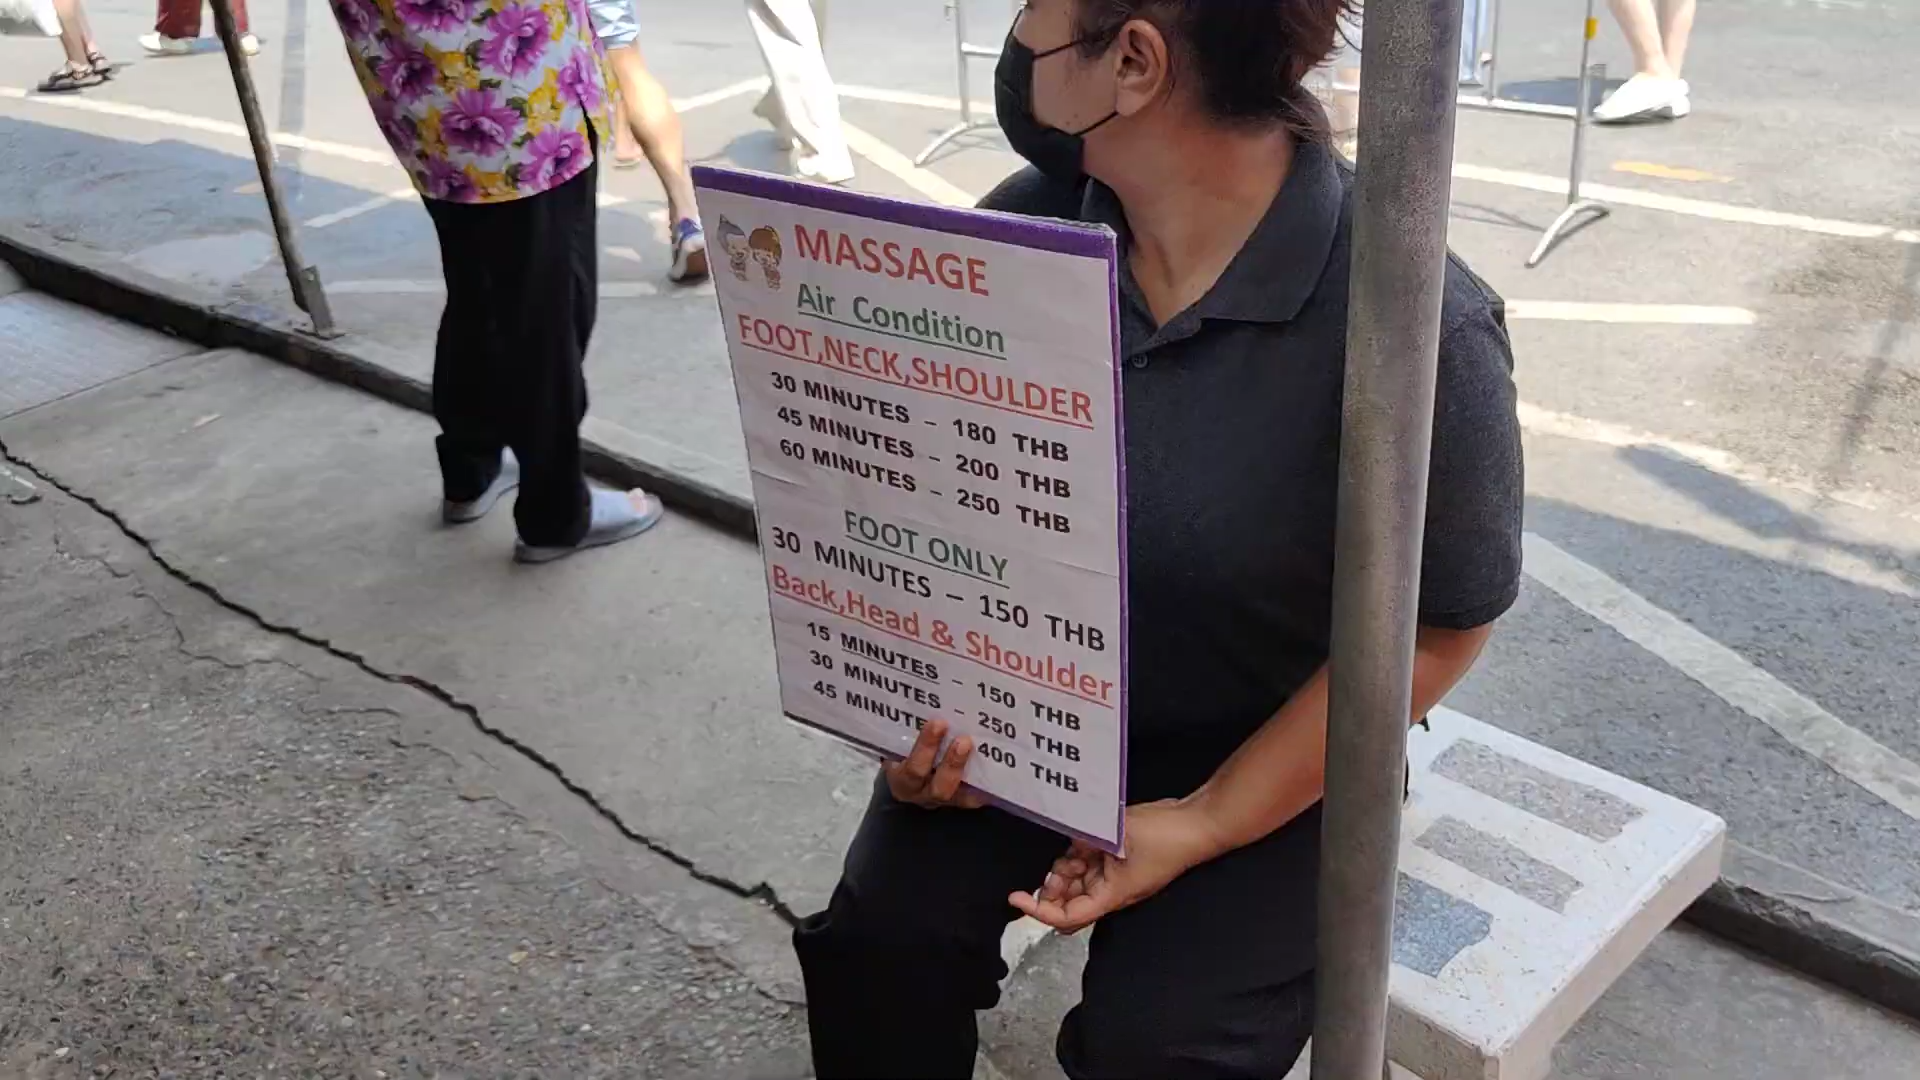 MASSAGE
Air Condition
FOOT,NECK,SHOULDER
30 MINUTES – 180 THB
45 MINUTES – 200 THB
60 MINUTES – 250 THB
FOOT ONLY
30 MINUTES – 150 THB
Back,Head & Shoulder
15 MINUTES – 150 THB
30 MINUTES – 250 THB
45 MINUTE 400 THB